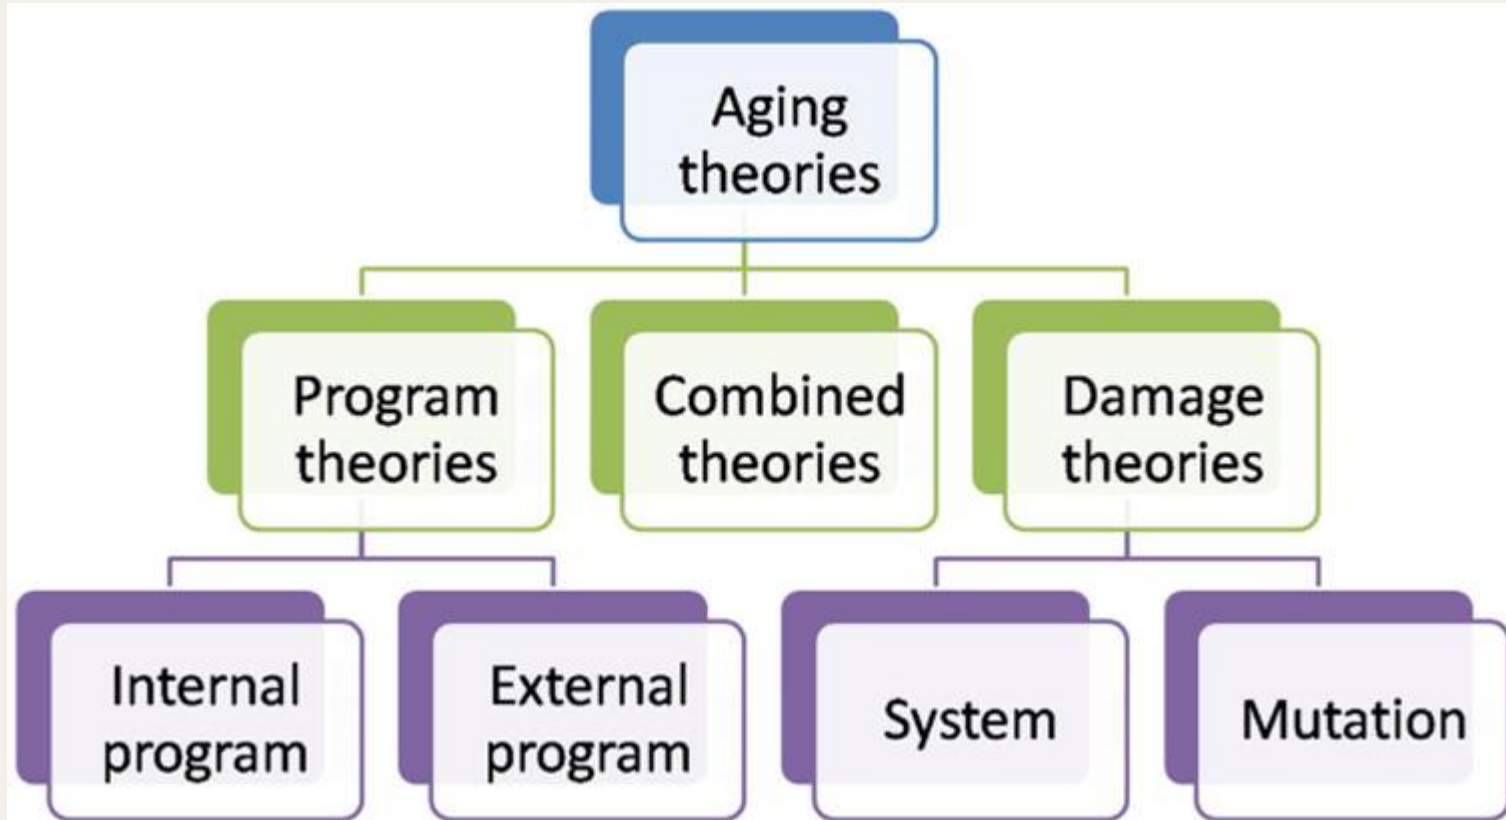 Aging
theories
Program
theories
Combined
theories
Damage
theories
Internal
program
External
program
System
Mutation